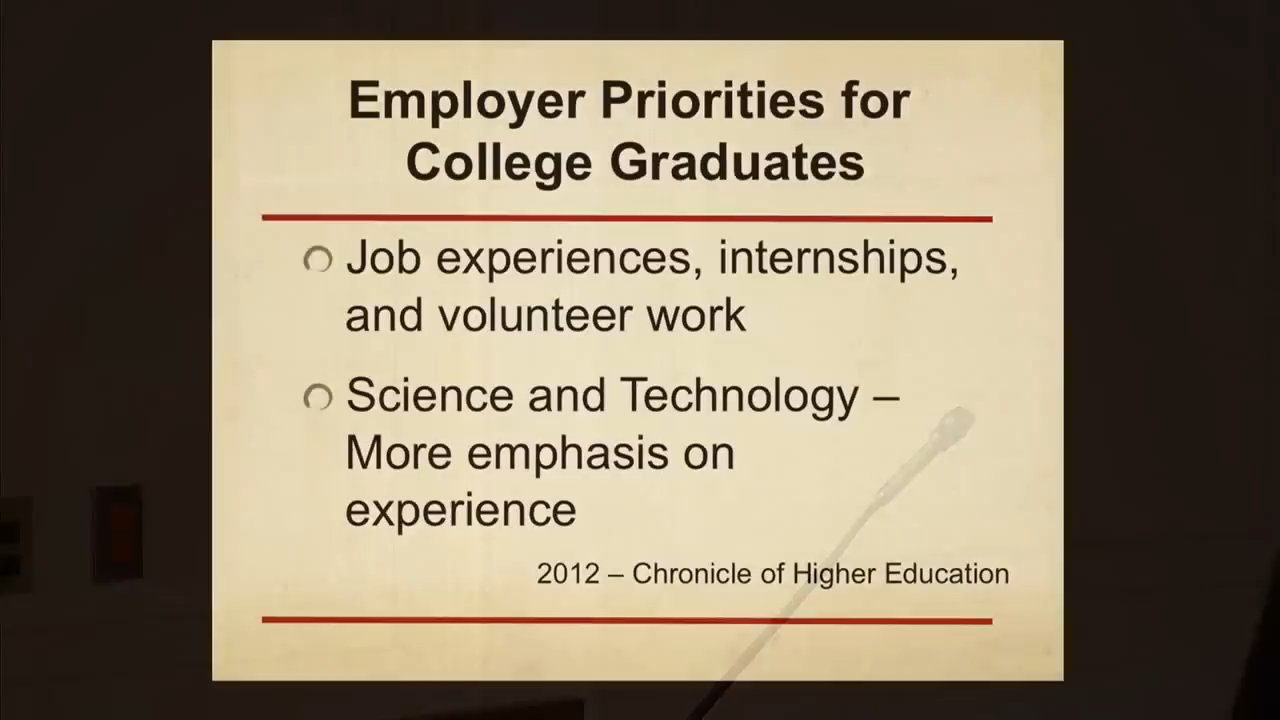 Employer Priorities for
College Graduates
Job experiences, internships,
and volunteer work
Science and Technology –
More emphasis on
experience
2012 – Chronicle of Higher Education